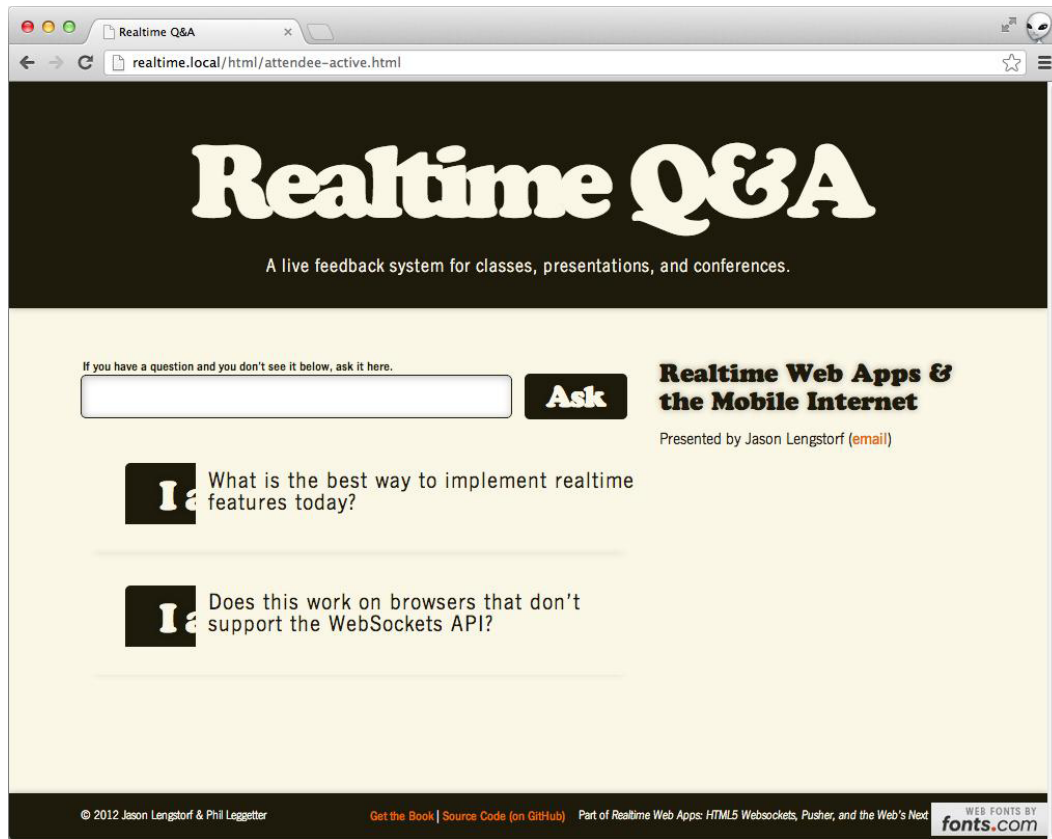 Realtime Q&A
realtime.local/html/attendee-active.html
Realtime Q&A
A live feedback system for classes, presentations, and conferences.
If you have a question and you don't see it below, ask it here.
Ask
Realtime Web Apps &
the Mobile Internet
Presented by Jason Lengstorf (email)
I a
What is the best way to implement realtime
features today?
I a
Does this work on browsers that don't
support the WebSockets API?
© 2012 Jason Lengstorf & Phil Leggetter
Get the Book | Source Code (on GitHub)
Part of Realtime Web Apps: HTML5 Websockets, Pusher, and the Web's Next
WEB FONTS BY
fonts.com